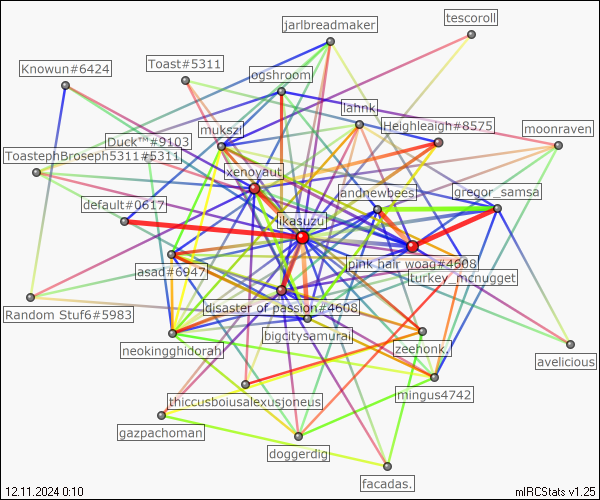 tescoroll
jarlbreadmaker
Toast#5311
Knowun#6424
ogshroom
lahnk
Heighleaigh#8575
mukszi
moonraven
Duck™#9103
ToastephBroseph5311#5311
xenoyaut
andnewbees
gregor_samsa
default#0617
ikasuzu
pink hair woag#4608
asad#6947
turkey_mcnugget
disaster of passion#4608
Random Stuf6#5983
bigcitysamurai
neokingghidorah
zeehonk.
avelicious
mingus4742
thiccusboiusalexusjoneus
gazpachoman
doggerdig
facadas.
12.11.2024 0:10
mIRCStats v1.25